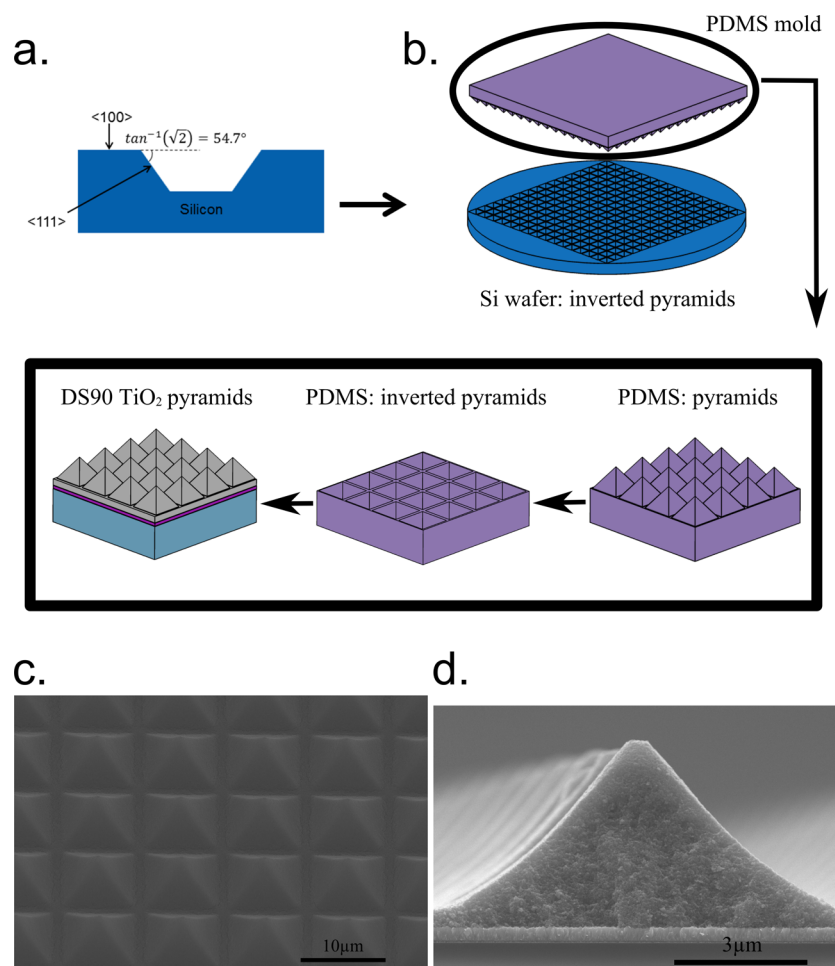 a.
<100>
tan⁻¹(√2) = 54.7°
<111>
Silicon
b.
PDMS mold
Si wafer: inverted pyramids
DS90 TiO₂ pyramids
PDMS: inverted pyramids
PDMS: pyramids
c.
10µm
d.
3µm